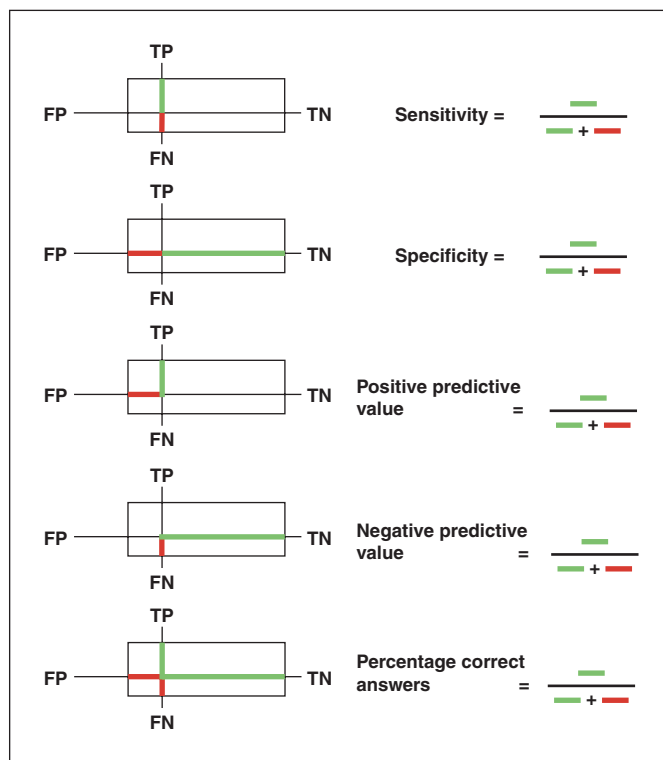 TP
FP TN Sensitivity =
+
FN
TP
FP TN Specificity =
+
FN
TP
FP TN Positive predictive
value =
+
FN
TP
FP TN Negative predictive
value =
+
FN
TP
FP TN Percentage correct
answers =
+
FN